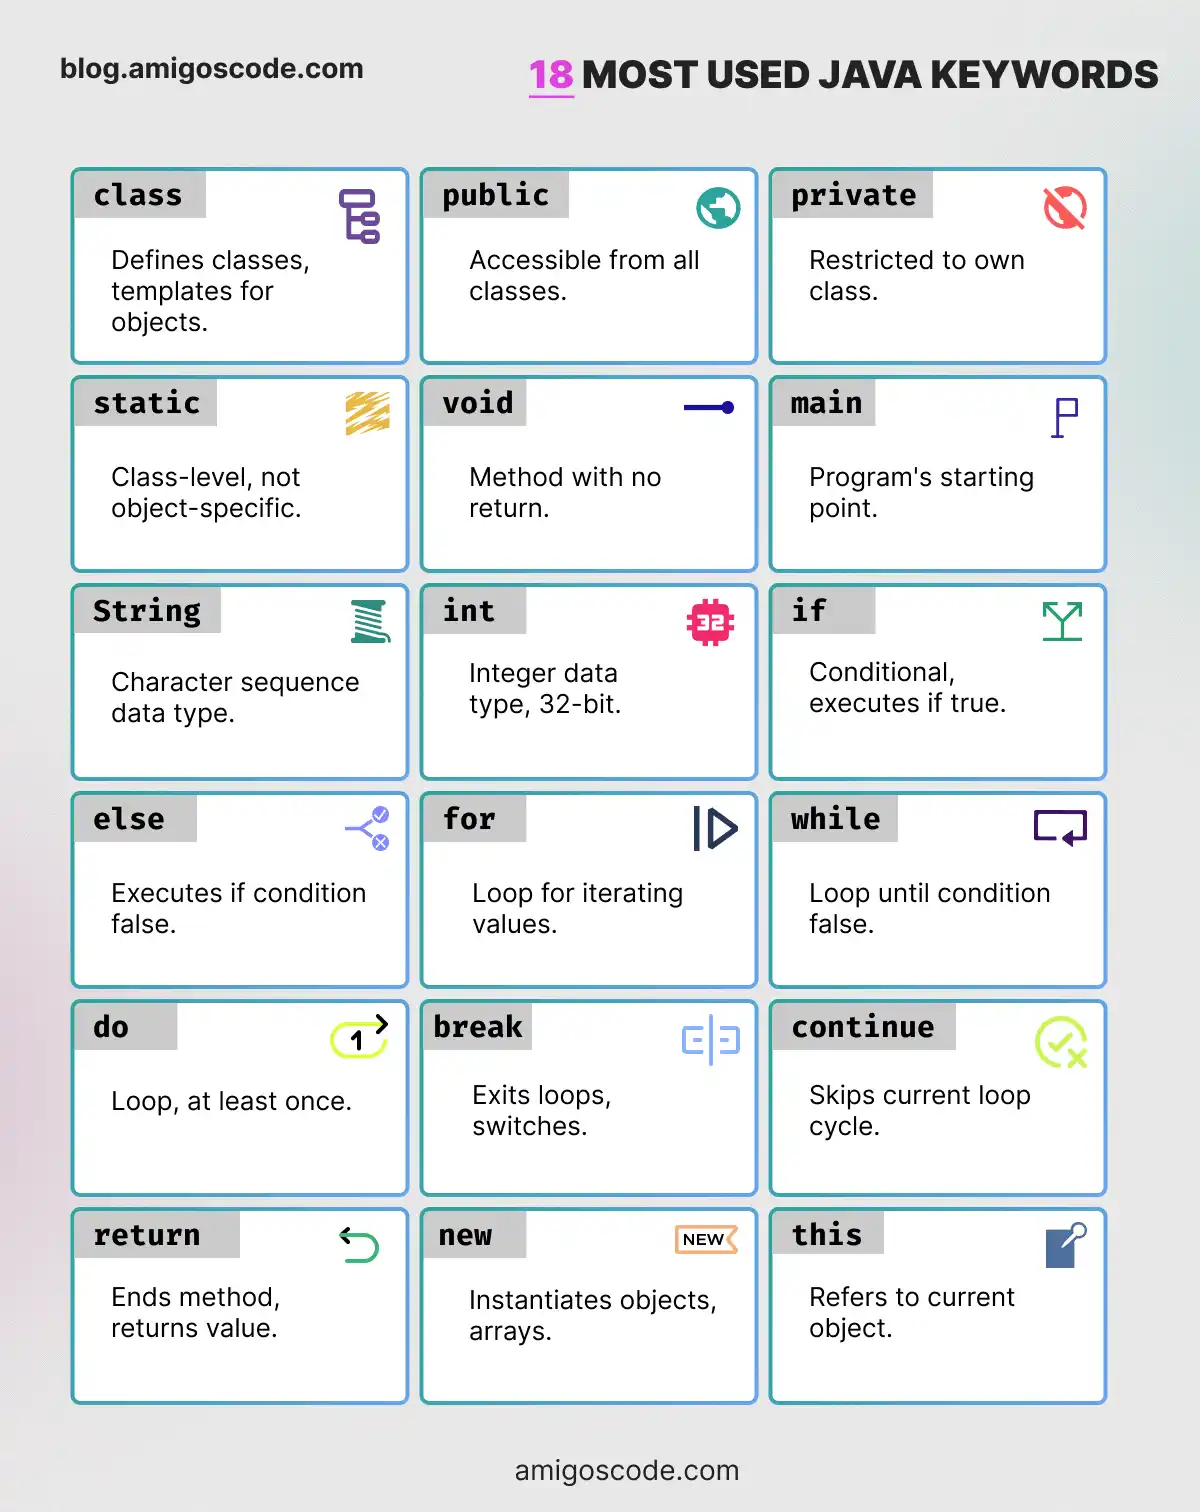 blog.amigoscode.com
18 MOST USED JAVA KEYWORDS
class
Defines classes,
templates for
objects.
public
Accessible from all
classes.
private
Restricted to own
class.
static
Class-level, not
object-specific.
void
Method with no
return.
main
Program's starting
point.
String
Character sequence
data type.
int
32
Integer data
type, 32-bit.
if
Conditional,
executes if true.
else
Executes if condition
false.
for
Loop for iterating
values.
while
Loop until condition
false.
do
1
Loop, at least once.
break
Exits loops,
switches.
continue
Skips current loop
cycle.
return
Ends method,
returns value.
new
NEW
Instantiates objects,
arrays.
this
Refers to current
object.
amigoscode.com